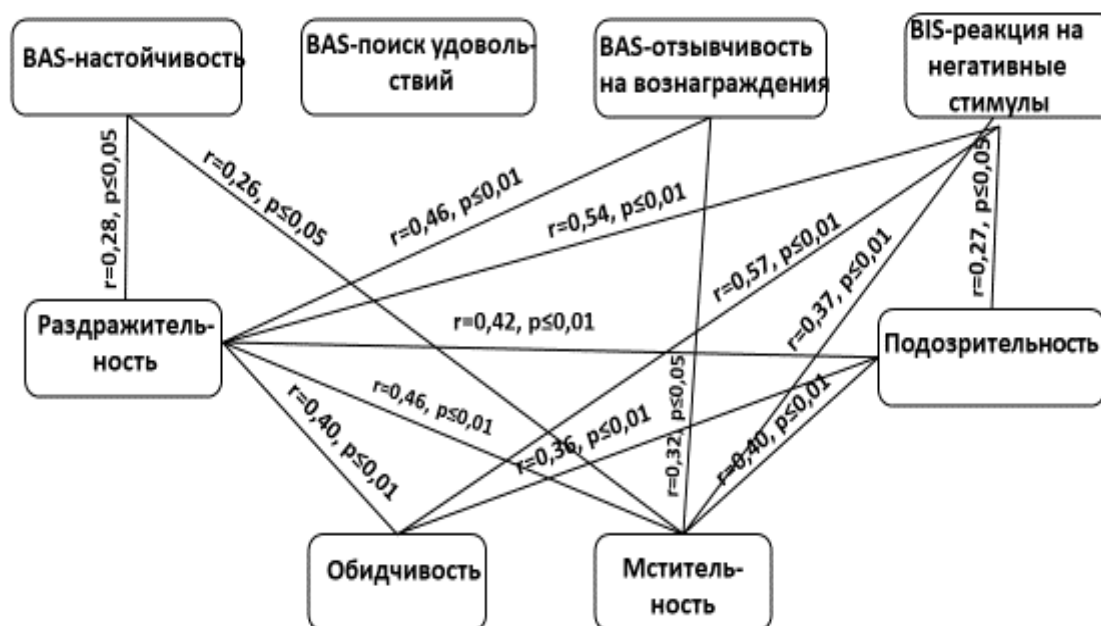 BAS-настойчивость
BAS-поиск удоволь-
ствий
BAS-отзывчивость
на вознаграждения
BIS-реакция на
негативные
стимулы
r=0,28, p≤0,05
r=0,26, p≤0,05
r=0,46, p≤0,01
r=0,54, p≤0,01
r=0,57, p≤0,01
r=0,37, p≤0,01
r=0,27, p≤0,05
Раздражитель-
ность
r=0,42, p≤0,01
Подозрительность
r=0,40, p≤0,01
r=0,46, p≤0,01
r=0,36, p≤0,01
r=0,32, p≤0,05
r=0,40, p≤0,01
Обидчивость
Мститель-
ность